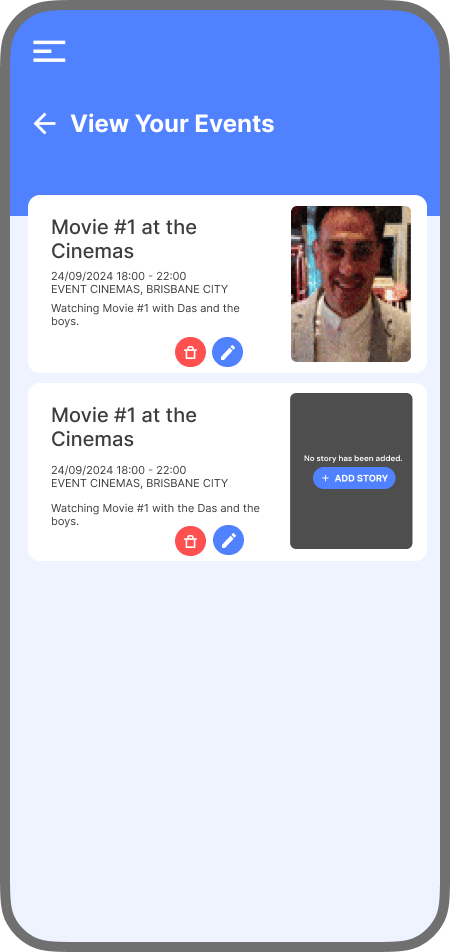 View Your Events
Movie #1 at the
Cinemas
24/09/2024 18:00 - 22:00
EVENT CINEMAS, BRISBANE CITY
Watching Movie #1 with Das and the
boys.
Movie #1 at the
Cinemas
24/09/2024 18:00 - 22:00
EVENT CINEMAS, BRISBANE CITY
Watching Movie #1 with the Das and the
boys.
No story has been added.
+ ADD STORY